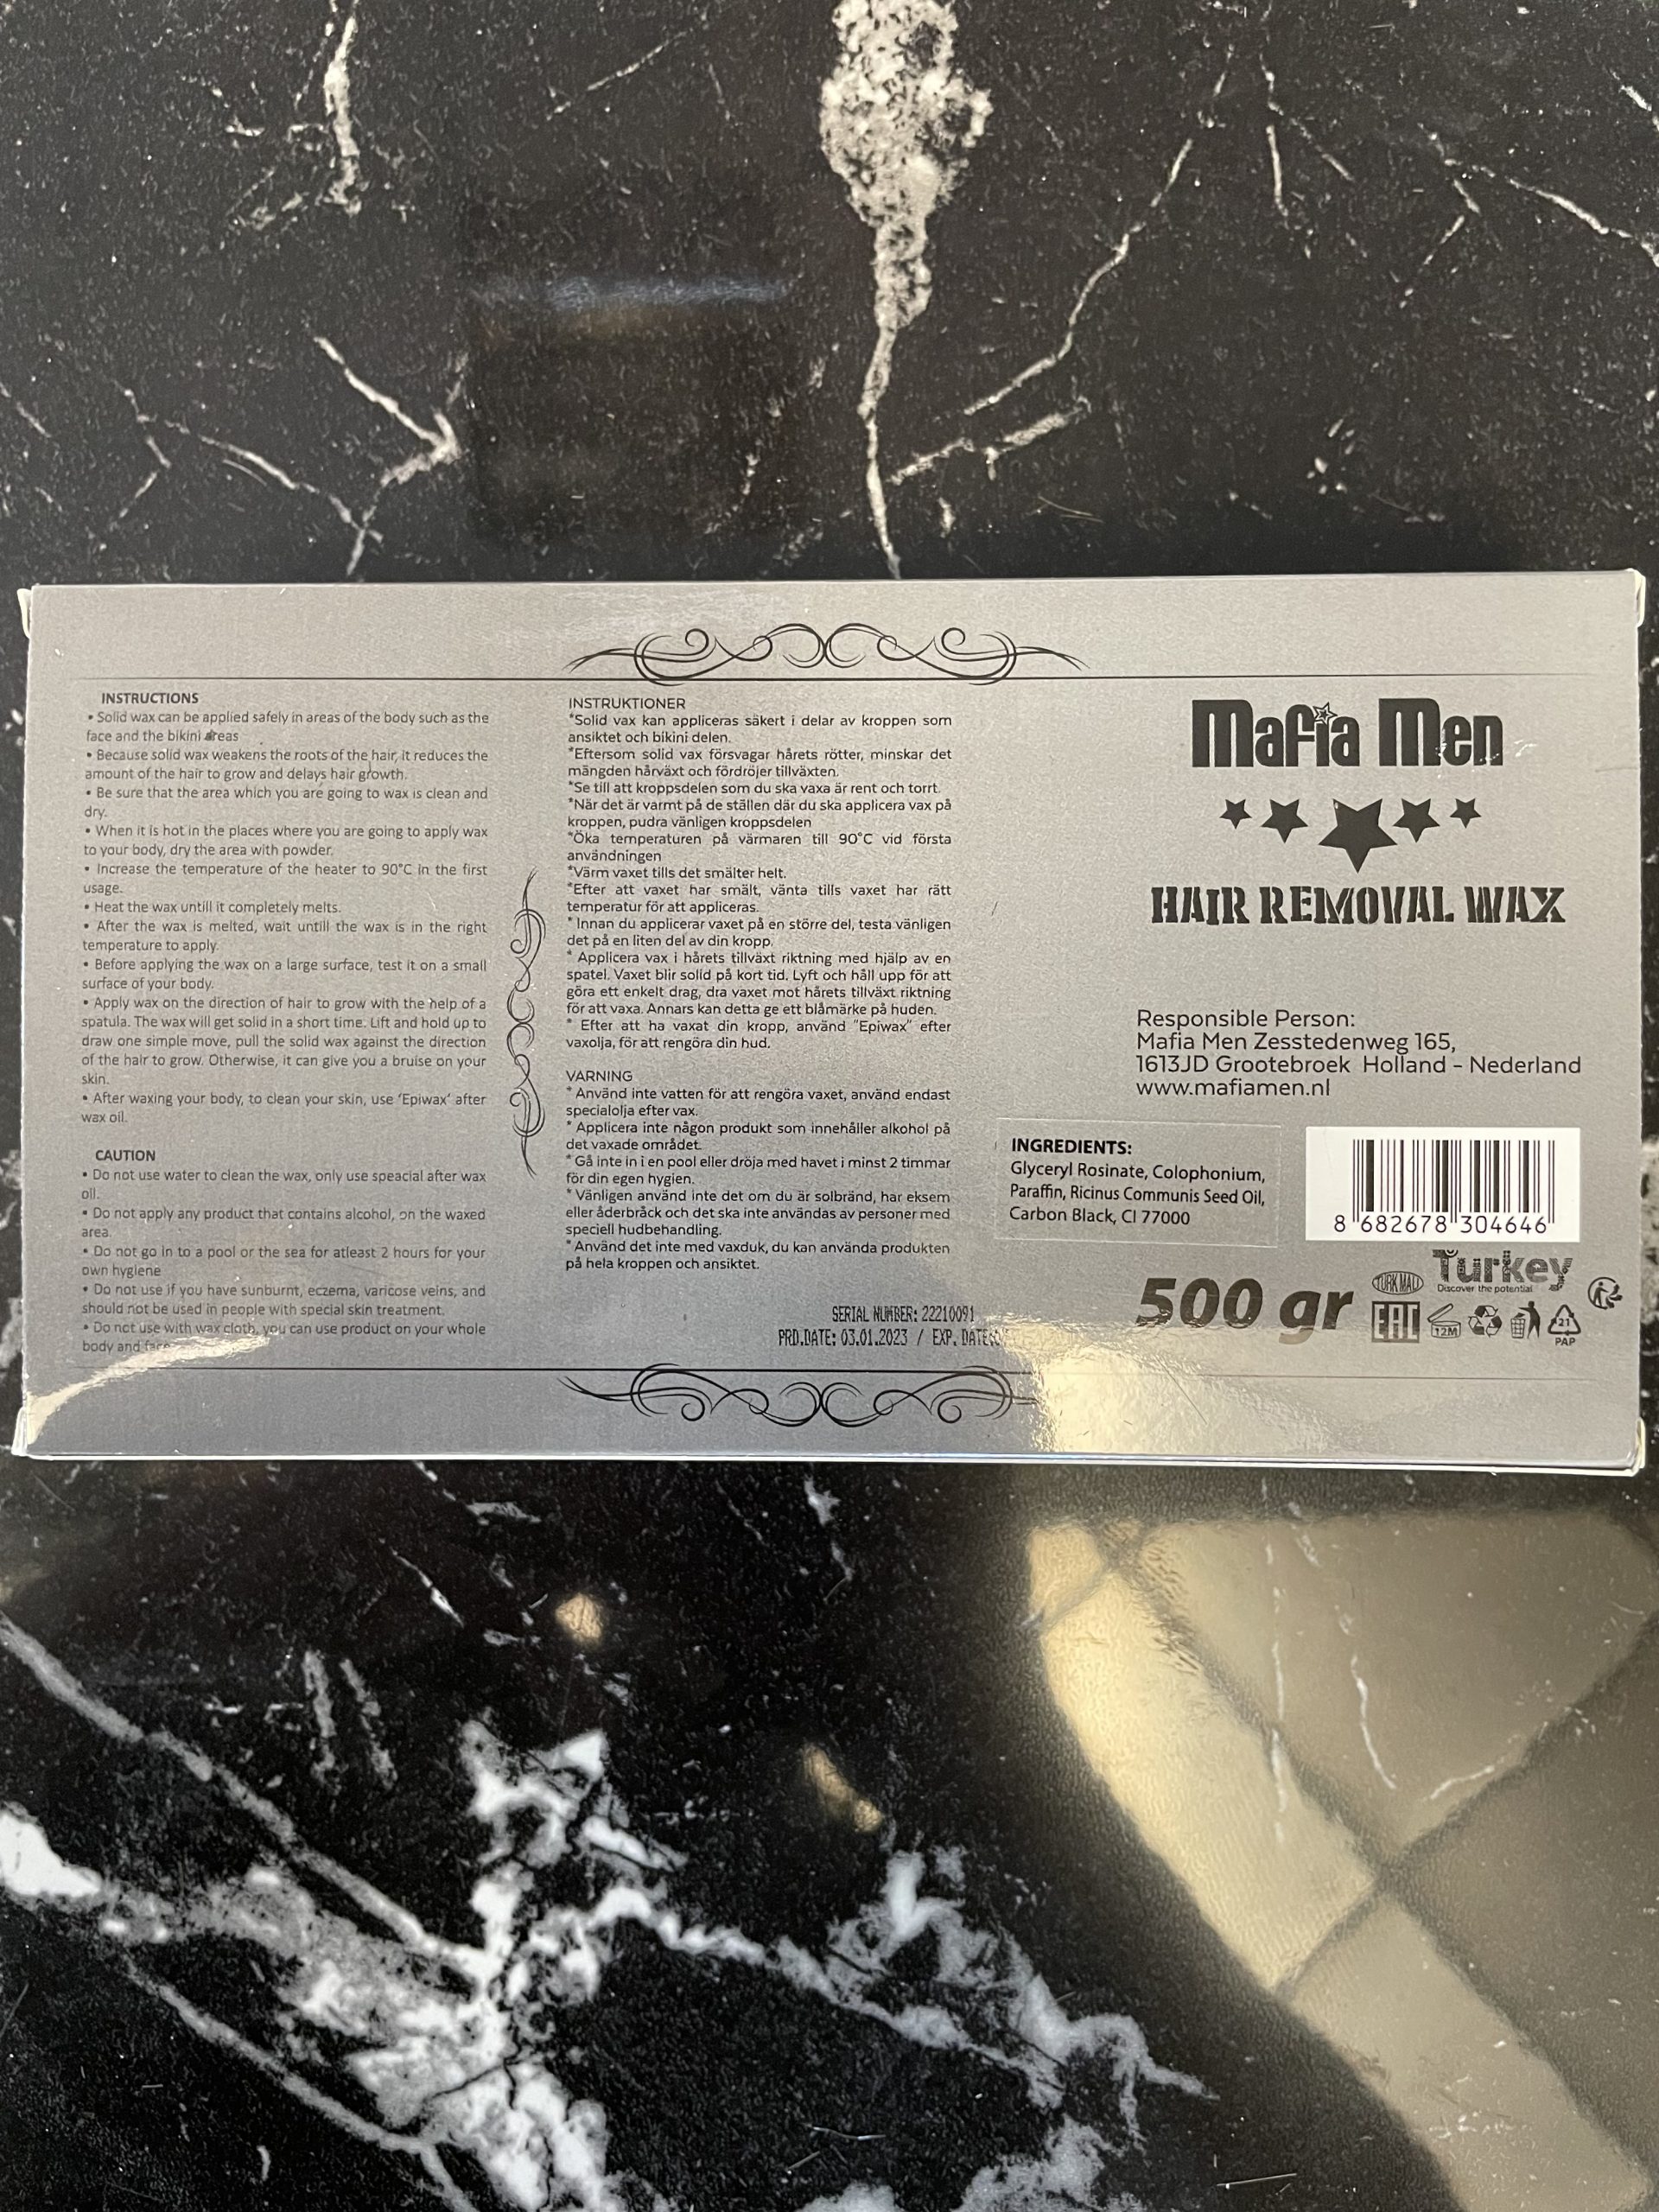 INSTRUCTIONS
• Solid wax can be applied safely in areas of the body such as the
face and the bikini areas
• Because solid wax weakens the roots of the hair, it reduces the
amount of the hair to grow and delays hair growth.
• Be sure that the area which you are going to wax is clean and
dry.
• When it is hot in the places where you are going to apply wax
to your body, dry the area with powder.
• Increase the temperature of the heater to 90°C in the first
usage.
• Heat the wax untill it completely melts.
• After the wax is melted, wait untill the wax is in the right
temperature to apply.
• Before applying the wax on a large surface, test it on a small
surface of your body.
• Apply wax on the direction of hair to grow with the help of a
spatula. The wax will get solid in a short time. Lift and hold up to
draw one simple move, pull the solid wax against the direction
of the hair to grow. Otherwise, it can give you a bruise on your
skin.
• After waxing your body, to clean your skin, use 'Epiwax' after
wax oil.
CAUTION
• Do not use water to clean the wax, only use speacial after wax
oil.
• Do not apply any product that contains alcohol, on the waxed
area.
• Do not go in to a pool or the sea for atleast 2 hours for your
own hygiene
• Do not use if you have sunburnt, eczema, varicose veins, and
should not be used in people with special skin treatment.
• Do not use with wax cloth, you can use product on your whole
body and face
INSTRUKTIONER
*Solid vax kan appliceras säkert i delar av kroppen som
ansiktet och bikini delen.
*Eftersom solid vax försvagar hårets rötter, minskar det
mängden hårväxt och fördröjer tillväxten.
*Se till att kroppsdelen som du ska vaxa är rent och torrt.
*När det är varmt på de ställen där du ska applicera vax på
kroppen, pudra vänligen kroppsdelen
*Öka temperaturen på värmaren till 90°C vid första
användningen
*Värm vaxet tills det smälter helt.
*Efter att vaxet har smält, vänta tills vaxet har rätt
temperatur för att appliceras.
* Innan du applicerar vaxet på en större del, testa vänligen
det på en liten del av din kropp.
* Applicera vax i hårets tillväxt riktning med hjälp av en
spatel. Vaxet blir solid på kort tid. Lyft och håll upp för att
göra ett enkelt drag, dra vaxet mot hårets tillväxt riktning
för att vaxa. Annars kan detta ge ett blåmärke på huden.
* Efter att ha vaxat din kropp, använd "Epiwax" efter
vaxolja, för att rengöra din hud.
VARNING
* Använd inte vatten för att rengöra vaxet, använd endast
specialolja efter vax.
* Applicera inte någon produkt som innehåller alkohol på
det vaxade området.
* Gå inte in i en pool eller dröja med havet i minst 2 timmar
för din egen hygien.
* Vänligen använd inte det om du är solbränd, har eksem
eller åderbråck och det ska inte användas av personer med
speciell hudbehandling.
*Använd det inte med vaxduk, du kan använda produkten
på hela kroppen och ansiktet.
SERIAL NUMBER: 22210091
PRD.DATE: 03.01.2023 / EXP. DATE:
Mafia Men
HAIR REMOVAL WAX
Responsible Person:
Mafia Men Zesstedenweg 165,
1613JD Grootebroek Holland - Nederland
www.mafiamen.nl
INGREDIENTS:
Glyceryl Rosinate, Colophonium,
Paraffin, Ricinus Communis Seed Oil,
Carbon Black, CI 77000
8 682678 304646
500 gr
TÜRK MALI
Turkey
Discover the potential
EAC
12M
21
PAP